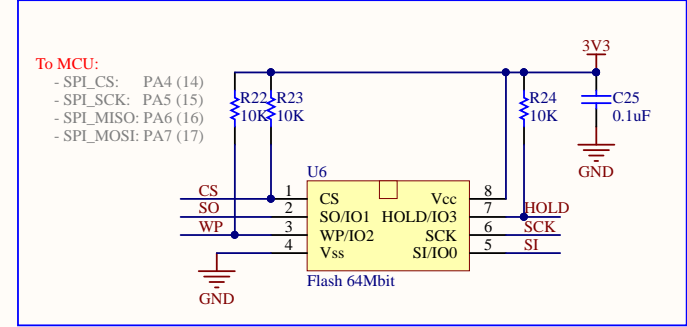 3V3
To MCU:
- SPI_CS: PA4 (14)
- SPI_SCK: PA5 (15)
- SPI_MISO: PA6 (16)
- SPI_MOSI: PA7 (17)
R22 R23 R24 C25
10K 10K 10K 0.1uF
GND
U6
CS 1 CS Vcc 8
SO 2 SO/IO1 HOLD/IO3 7 HOLD
WP 3 WP/IO2 SCK 6 SCK
4 Vss SI/IO0 5 SI
Flash 64Mbit
GND